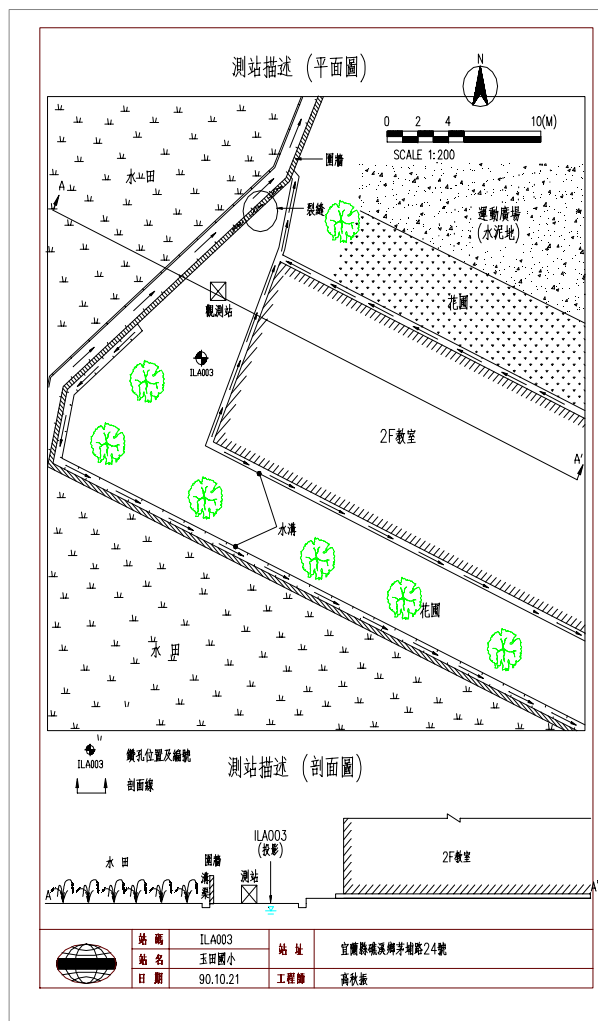 測站描述 (平面圖)
N
0 2 4 10(M)
SCALE 1:200
圍牆
水 田
A
裂縫
運動廣場
(水泥地)
花圃
觀測站
ILA003
2F教室
A'
水溝
花圃
水 田
ILA003
鑽孔位置及編號
剖面線
測站描述 (剖面圖)
ILA003
(投影)
水 田
圍牆
測站
2F教室
A
A'
站 碼 ILA003
站 名 玉田國小
日 期 90.10.21
站 址 宜蘭縣礁溪鄉茅埔路24號
工程師 高秋振